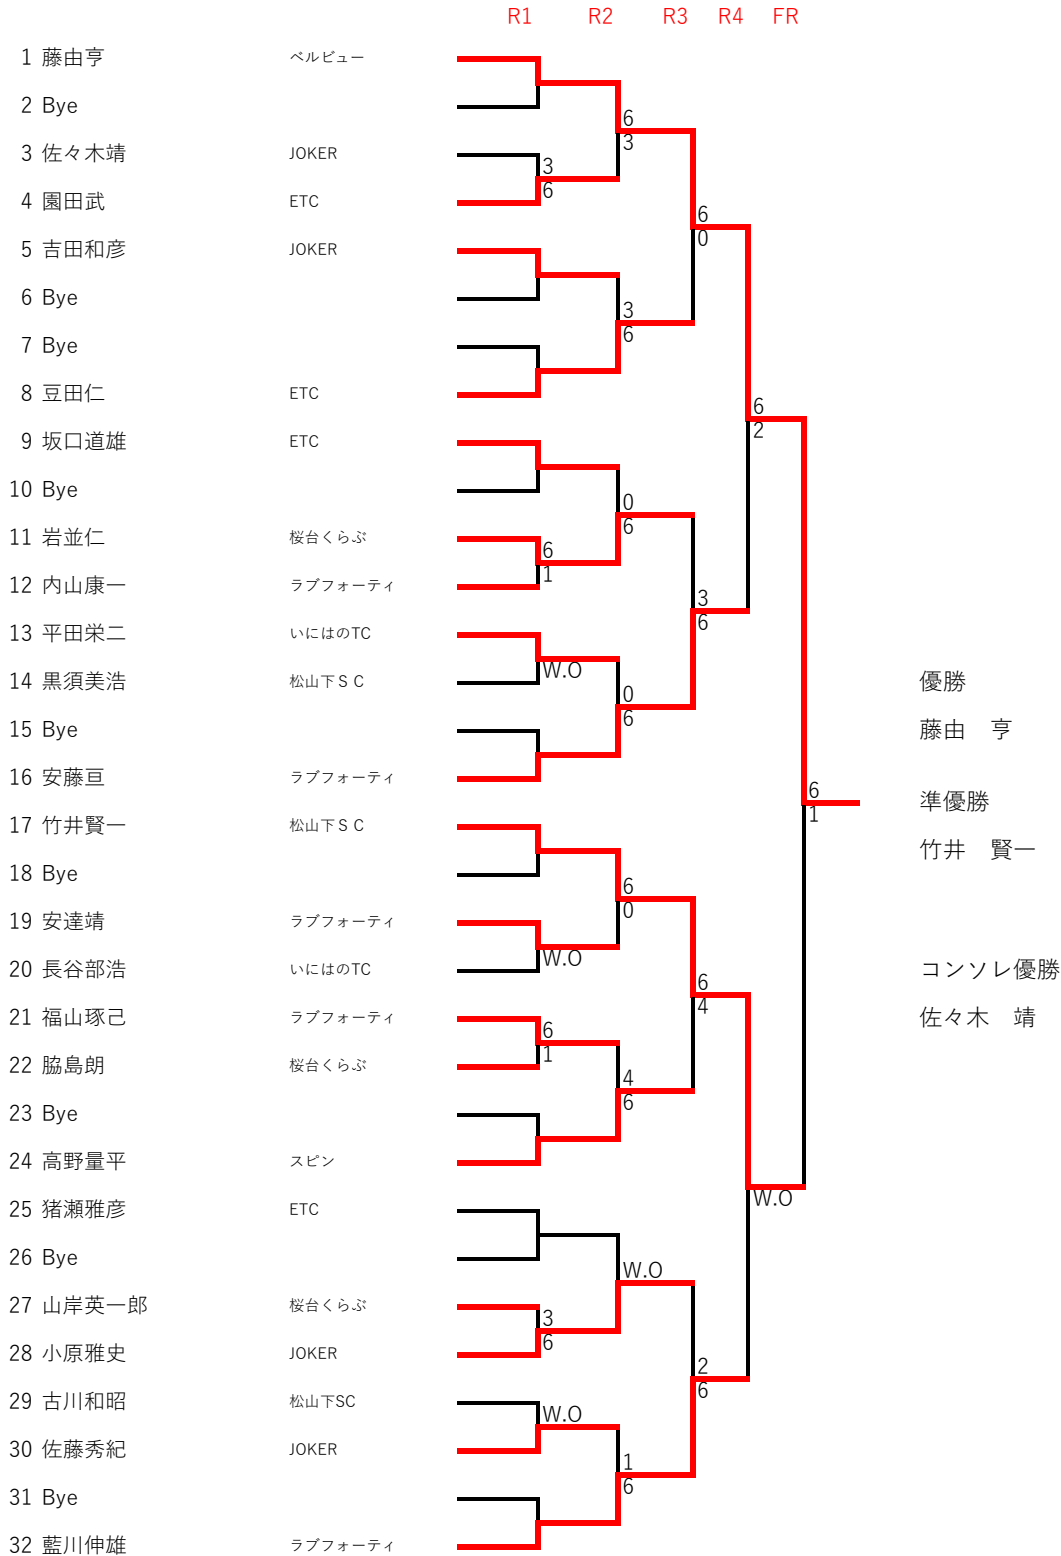 R1 R2 R3 R4 FR
1 藤由亨 ベルビュー
2 Bye
6
3
3 佐々木靖 JOKER
3
6
4 園田武 ETC
6
0
5 吉田和彦 JOKER
6 Bye
3
6
7 Bye
8 豆田仁 ETC
6
2
9 坂口道雄 ETC
10 Bye
0
6
11 岩並仁 桜台くらぶ
6
1
12 内山康一 ラブフォーティ
3
6
13 平田栄二 いにはのTC
W.O
14 黒須美浩 松山下ＳＣ
0
6
15 Bye
16 安藤亘 ラブフォーティ
6
1
17 竹井賢一 松山下ＳＣ
18 Bye
6
0
19 安達靖 ラブフォーティ
W.O
20 長谷部浩 いにはのTC
6
4
21 福山琢己 ラブフォーティ
6
1
22 脇島朗 桜台くらぶ
4
6
23 Bye
24 高野量平 スピン
W.O
25 猪瀬雅彦 ETC
26 Bye
W.O
27 山岸英一郎 桜台くらぶ
3
6
28 小原雅史 JOKER
2
6
29 古川和昭 松山下SC
W.O
30 佐藤秀紀 JOKER
1
6
31 Bye
32 藍川伸雄 ラブフォーティ
優勝
藤由　亨
準優勝
竹井　賢一
コンソレ優勝
佐々木　靖